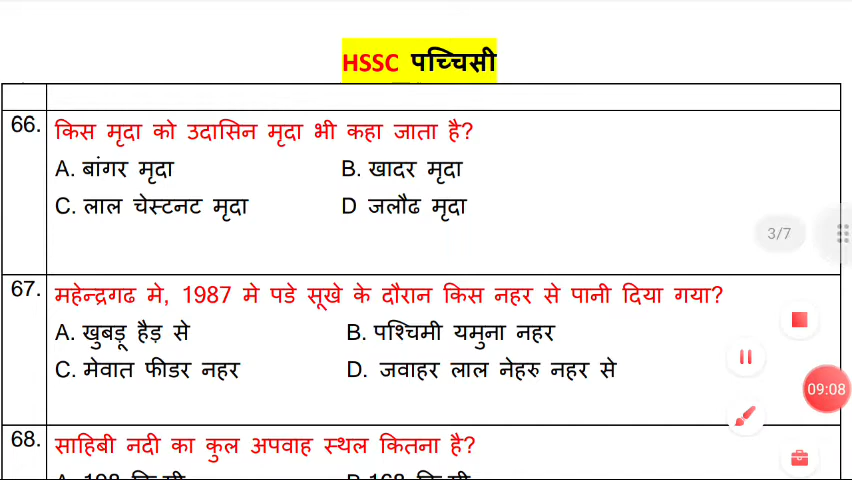 HSSC पच्चिसी
66. किस मृदा को उदासिन मृदा भी कहा जाता है?
A. बांगर मृदा B. खादर मृदा
C. लाल चेस्टनट मृदा D जलौढ मृदा
3/7
67. महेन्द्रगढ मे, 1987 मे पडे सूखे के दौरान किस नहर से पानी दिया गया?
A. खुबड़ू हैड़ से B. पश्चिमी यमुना नहर
C. मेवात फीडर नहर D. जवाहर लाल नेहरु नहर से
09:08
68. साहिबी नदी का कुल अपवाह स्थल कितना है?